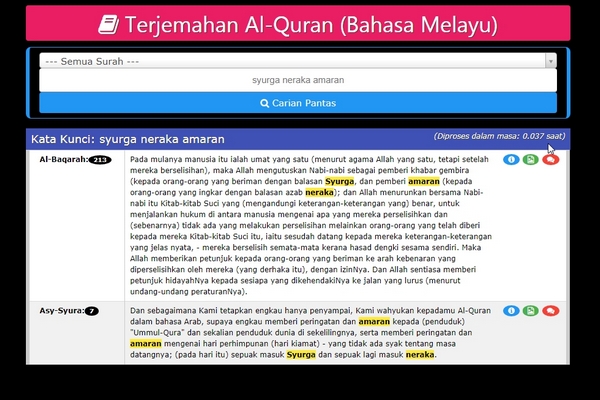 Terjemahan Al-Quran (Bahasa Melayu)
--- Semua Surah ---
syurga neraka amaran
Carian Pantas
Kata Kunci: syurga neraka amaran
(Diproses dalam masa: 0.037 saat)
Al-Baqarah: 213
Pada mulanya manusia itu ialah umat yang satu (menurut agama Allah yang satu, tetapi setelah
mereka berselisihan), maka Allah mengutuskan Nabi-nabi sebagai pemberi khabar gembira
(kepada orang-orang yang beriman dengan balasan Syurga, dan pemberi amaran (kepada
orang-orang yang ingkar dengan balasan azab neraka); dan Allah menurunkan bersama Nabi-
nabi itu Kitab-kitab Suci yang (mengandungi keterangan-keterangan yang) benar, untuk
menjalankan hukum di antara manusia mengenai apa yang mereka perselisihkan dan
(sebenarnya) tidak ada yang melakukan perselisihan melainkan orang-orang yang telah diberi
kepada mereka Kitab-kitab Suci itu, iaitu sesudah datang kepada mereka keterangan-keterangan
yang jelas nyata, - mereka berselisih semata-mata kerana hasad dengki sesama sendiri. Maka
Allah memberikan petunjuk kepada orang-orang yang beriman ke arah kebenaran yang
diperselisihkan oleh mereka (yang derhaka itu), dengan izinNya. Dan Allah sentiasa memberi
petunjuk hidayahNya kepada sesiapa yang dikehendakiNya ke jalan yang lurus (menurut
undang-undang peraturanNya).
Asy-Syura: 7
Dan sebagaimana Kami tetapkan engkau hanya penyampai, Kami wahyukan kepadamu Al-Quran
dalam bahasa Arab, supaya engkau memberi peringatan dan amaran kepada (penduduk)
"Ummul-Qura" dan sekalian penduduk dunia di sekelilingnya, serta memberi peringatan dan
amaran mengenai hari perhimpunan (hari kiamat) - yang tidak ada syak tentang masa
datangnya; (pada hari itu) sepuak masuk Syurga dan sepuak lagi masuk neraka.